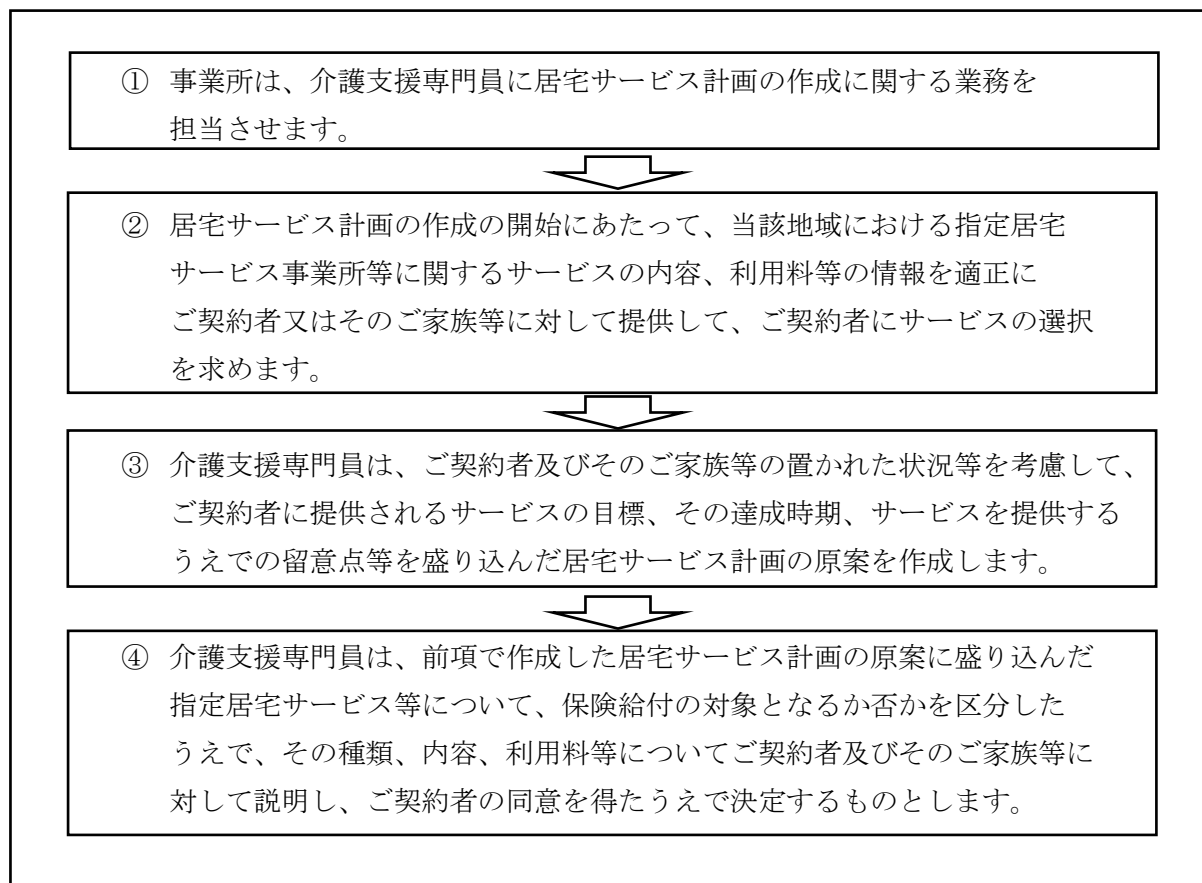 ① 事業所は、介護支援専門員に居宅サービス計画の作成に関する業務を
担当させます。
② 居宅サービス計画の作成の開始にあたって、当該地域における指定居宅
サービス事業所等に関するサービスの内容、利用料等の情報を適正に
ご契約者又はそのご家族等に対して提供して、ご契約者にサービスの選択
を求めます。
③ 介護支援専門員は、ご契約者及びそのご家族等の置かれた状況等を考慮して、
ご契約者に提供されるサービスの目標、その達成時期、サービスを提供する
うえでの留意点等を盛り込んだ居宅サービス計画の原案を作成します。
④ 介護支援専門員は、前項で作成した居宅サービス計画の原案に盛り込んだ
指定居宅サービス等について、保険給付の対象となるか否かを区分した
うえで、その種類、内容、利用料等についてご契約者及びそのご家族等に
対して説明し、ご契約者の同意を得たうえで決定するものとします。